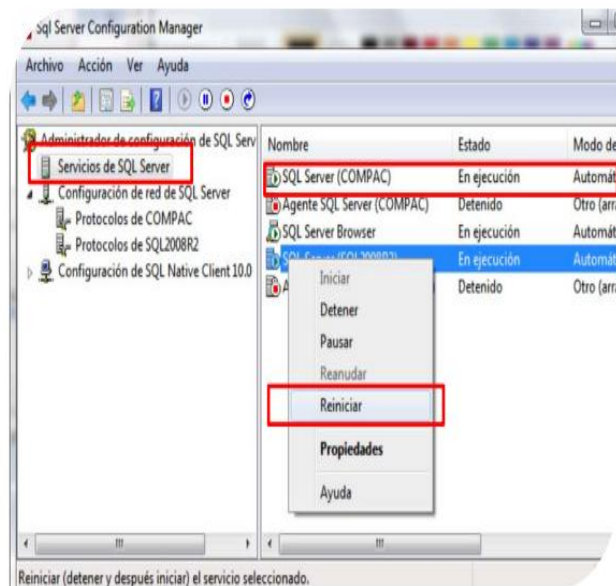 Sql Server Configuration Manager
Archivo Acción Ver Ayuda
Administrador de configuración de SQL Serv
Servicios de SQL Server
Configuración de red de SQL Server
Protocolos de COMPAC
Protocolos de SQL2008R2
Configuración de SQL Native Client 10.0
Nombre Estado Modo de
SQL Server (COMPAC) En ejecución Automát
Agente SQL Server (COMPAC) Detenido Otro (arra
SQL Server Browser En ejecución Automát
SQL Server (SQL2008R2) En ejecución Automát
A Detenido Otro (arra
Iniciar
Detener
Pausar
Reanudar
Reiniciar
Propiedades
Ayuda
Reiniciar (detener y después iniciar) el servicio seleccionado.